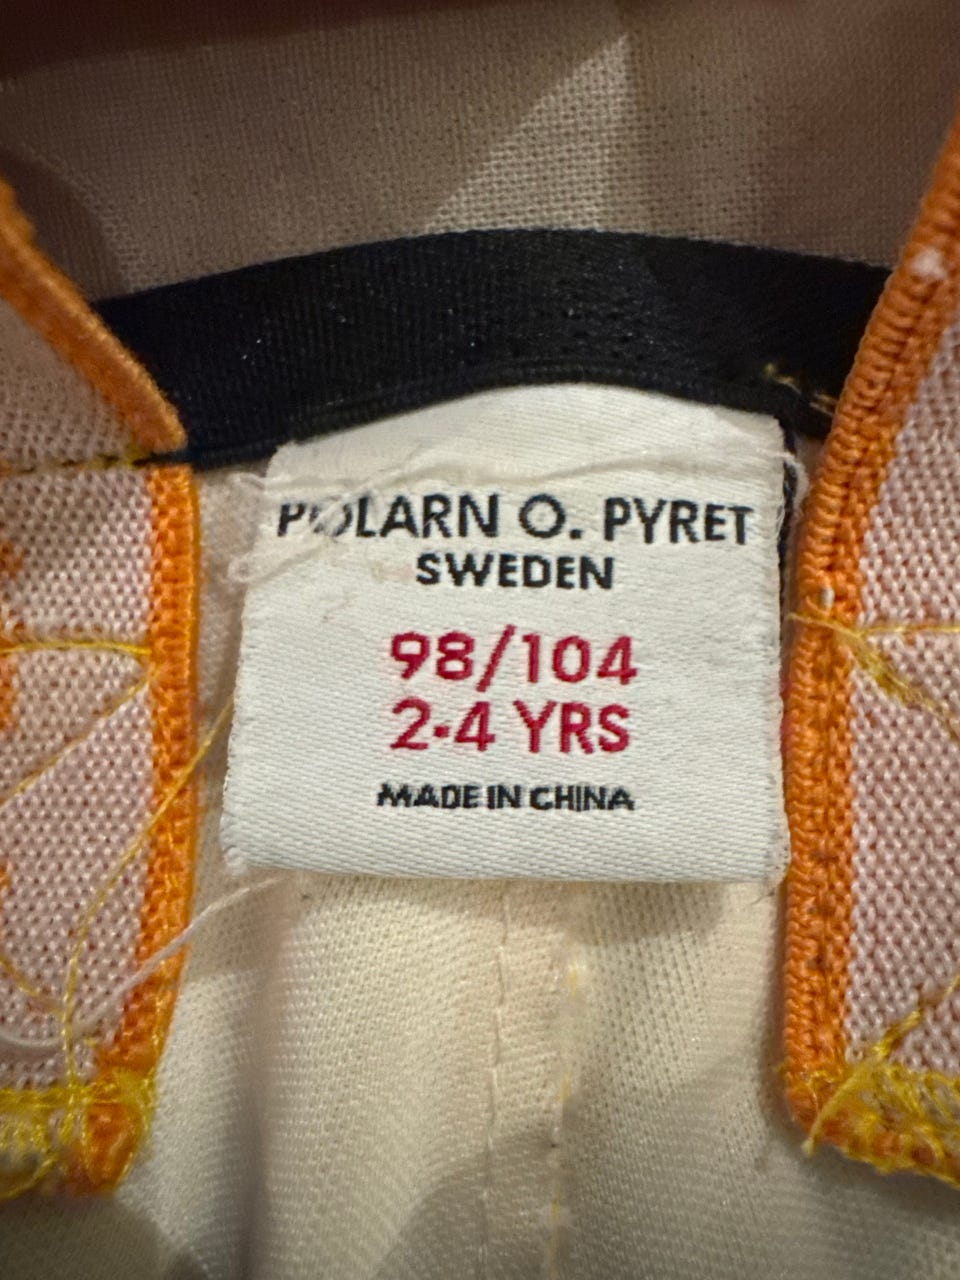 POLARN O. PYRET
SWEDEN
98/104
2-4 YRS
MADE IN CHINA